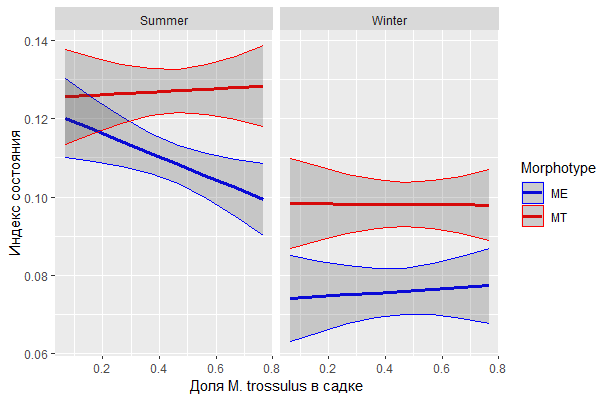 Summer
Winter
0.14
0.12
0.10
0.08
0.06
Индекс состояния
0.2
0.4
0.6
0.8
0.2
0.4
0.6
0.8
Доля M. trossulus в садке
Morphotype
ME
MT